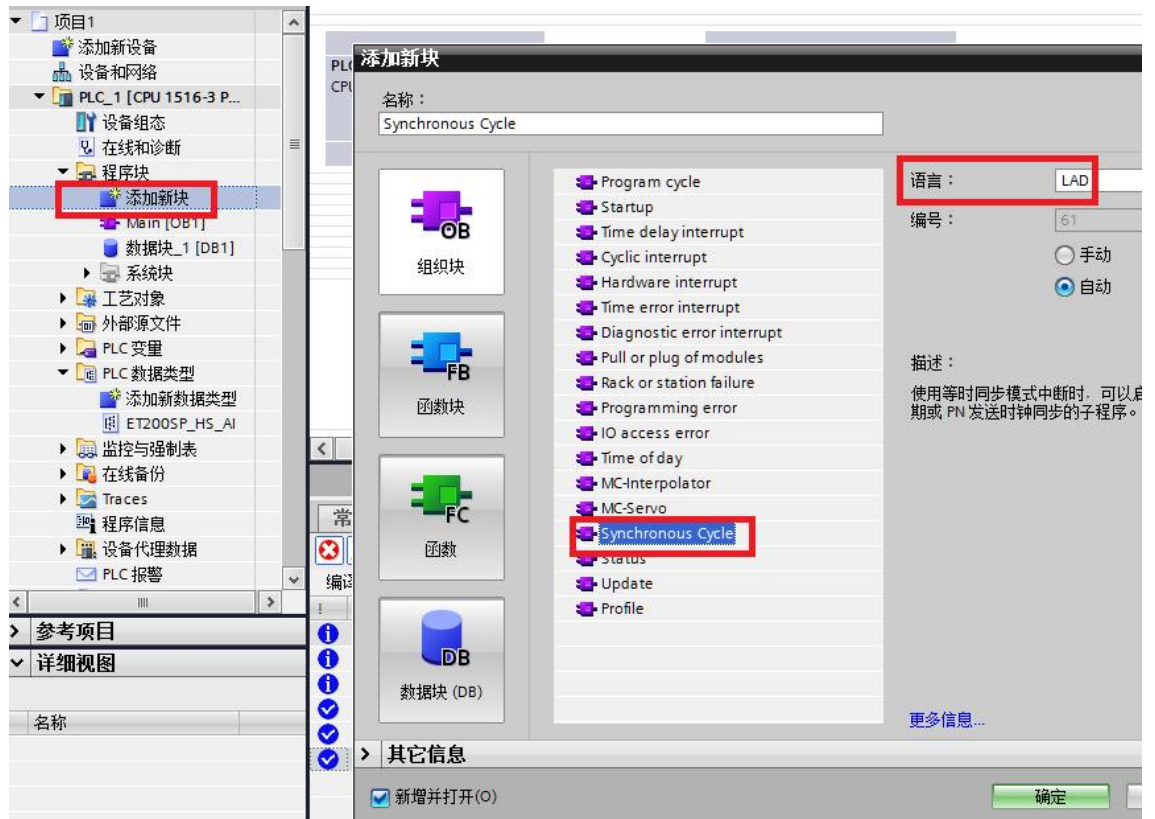 项目1
添加新设备
设备和网络
PLC_1 [CPU 1516-3 P...
设备组态
在线和诊断
程序块
添加新块
Main [OB1]
数据块_1 [DB1]
系统块
工艺对象
外部源文件
PLC 变量
PLC 数据类型
添加新数据类型
ET200SP_HS_AI
监控与强制表
在线备份
Traces
程序信息
设备代理数据
PLC 报警
参考项目
详细视图
名称
添加新块
名称：
Synchronous Cycle
OB
组织块
FB
函数块
FC
函数
DB
数据块 (DB)
Program cycle
Startup
Time delay interrupt
Cyclic interrupt
Hardware interrupt
Time error interrupt
Diagnostic error interrupt
Pull or plug of modules
Rack or station failure
Programming error
IO access error
Time of day
MC-Interpolator
MC-Servo
Synchronous Cycle
Status
Update
Profile
语言：
LAD
编号：
61
手动
自动
描述：
使用等时同步模式中断时，可以启
期或 PN 发送时钟同步的子程序。
更多信息...
其它信息
新增并打开(O)
确定